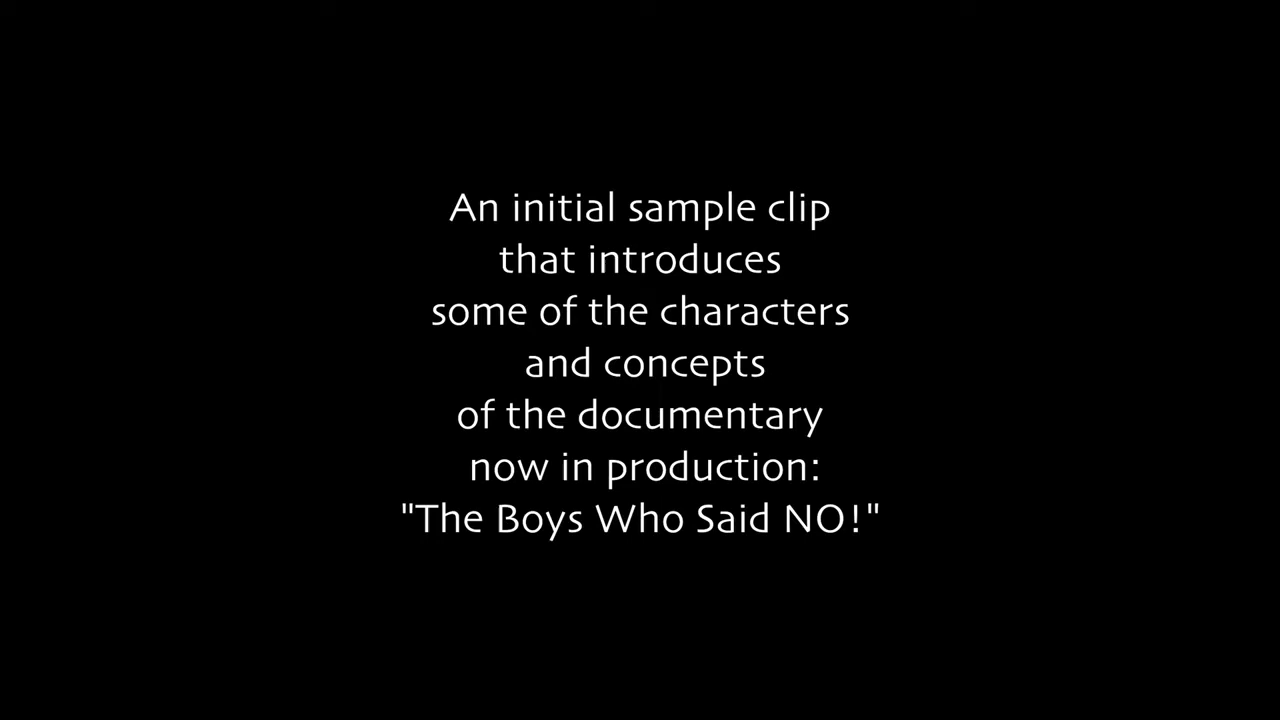 An initial sample clip
that introduces
some of the characters
and concepts
of the documentary
now in production:
"The Boys Who Said NO!"